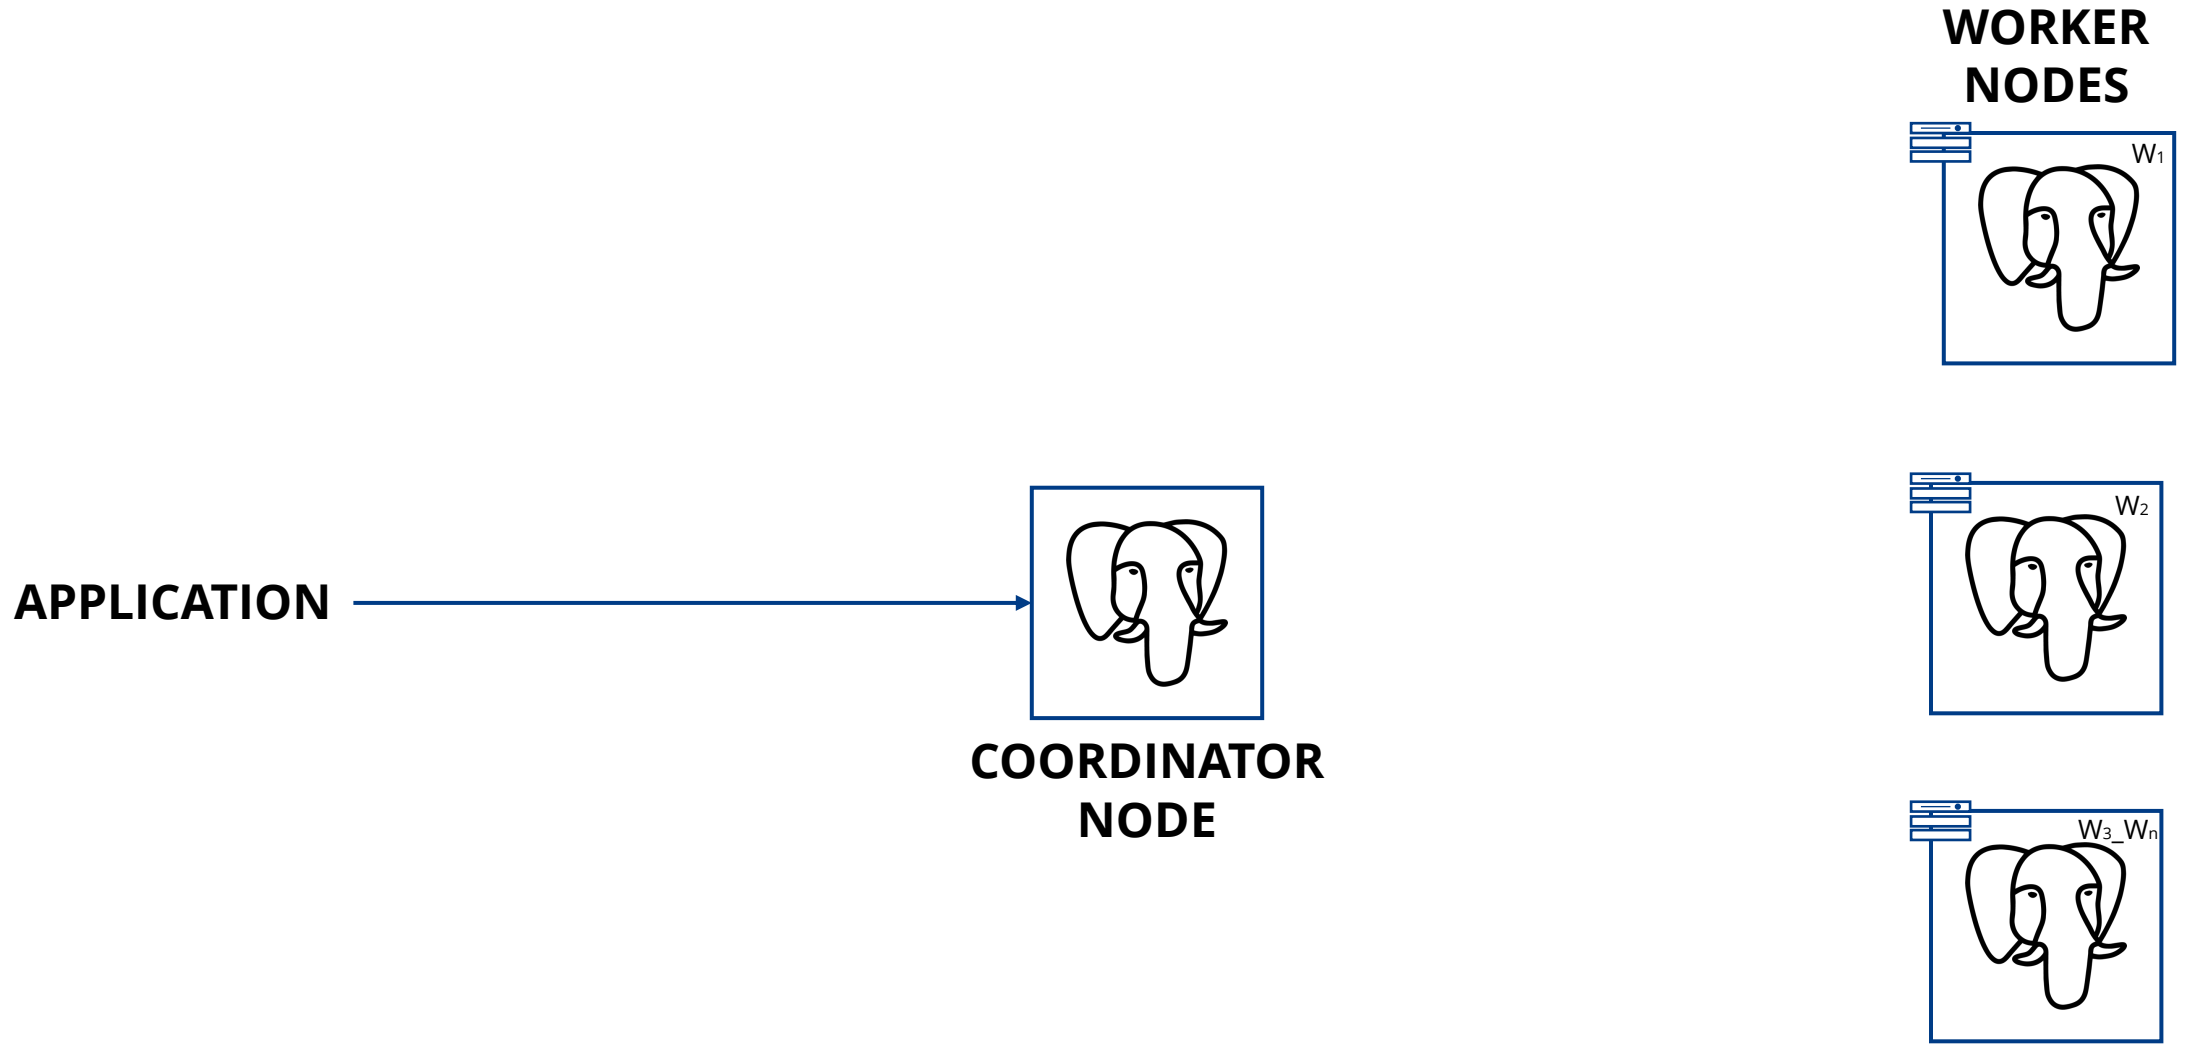 WORKER
NODES
W1
W2
APPLICATION
COORDINATOR
NODE
W3_Wn